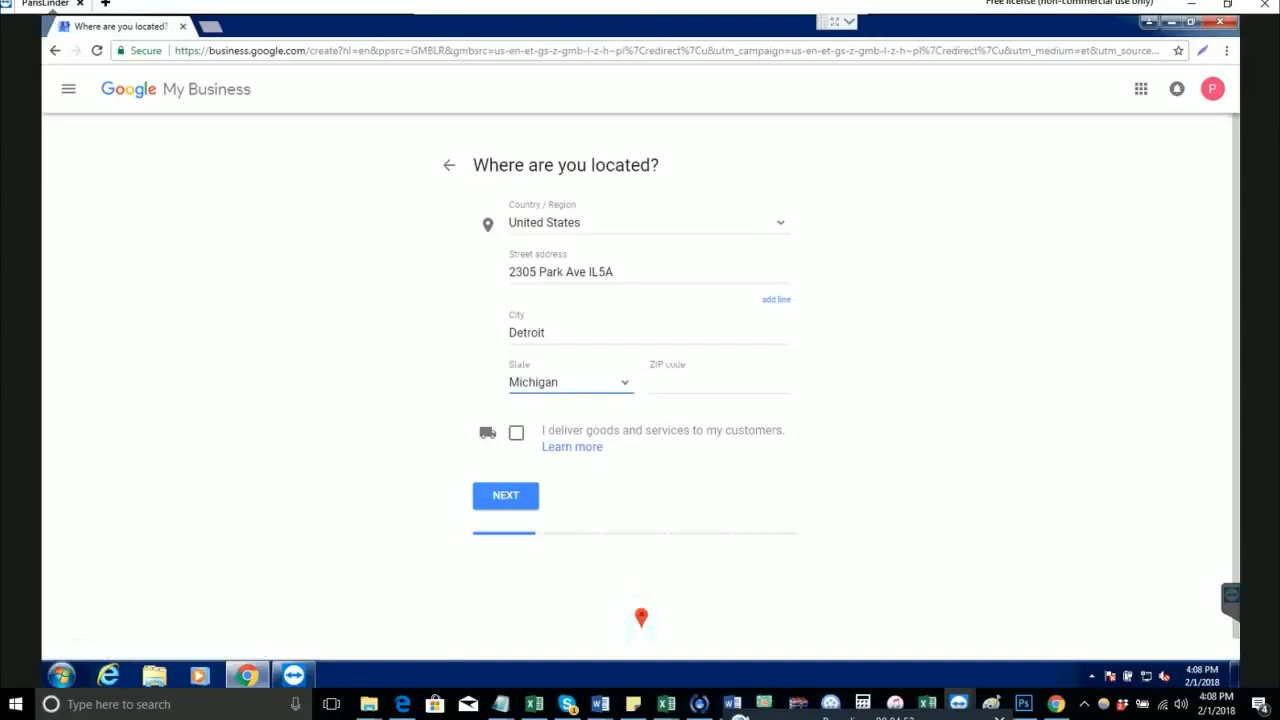 ParisLinder
Free license (non-commercial use only)
Where are you located?
Secure
https://business.google.com/create?hl=en&ppsrc=GMBLR&gmbsrc=us-en-et-gs-z-gmb-l-z-h~pl%7Credirect%7Cu&utm_campaign=us-en-et-gs-z-gmb-l-z-h~pl%7Credirect%7Cu&utm_medium=et&utm_source...
Google My Business
P
Where are you located?
Country / Region
United States
Street address
2305 Park Ave IL5A
add line
City
Detroit
State
ZIP code
Michigan
I deliver goods and services to my customers.
Learn more
NEXT
4:08 PM
2/1/2018
Type here to search
4:08 PM
2/1/2018